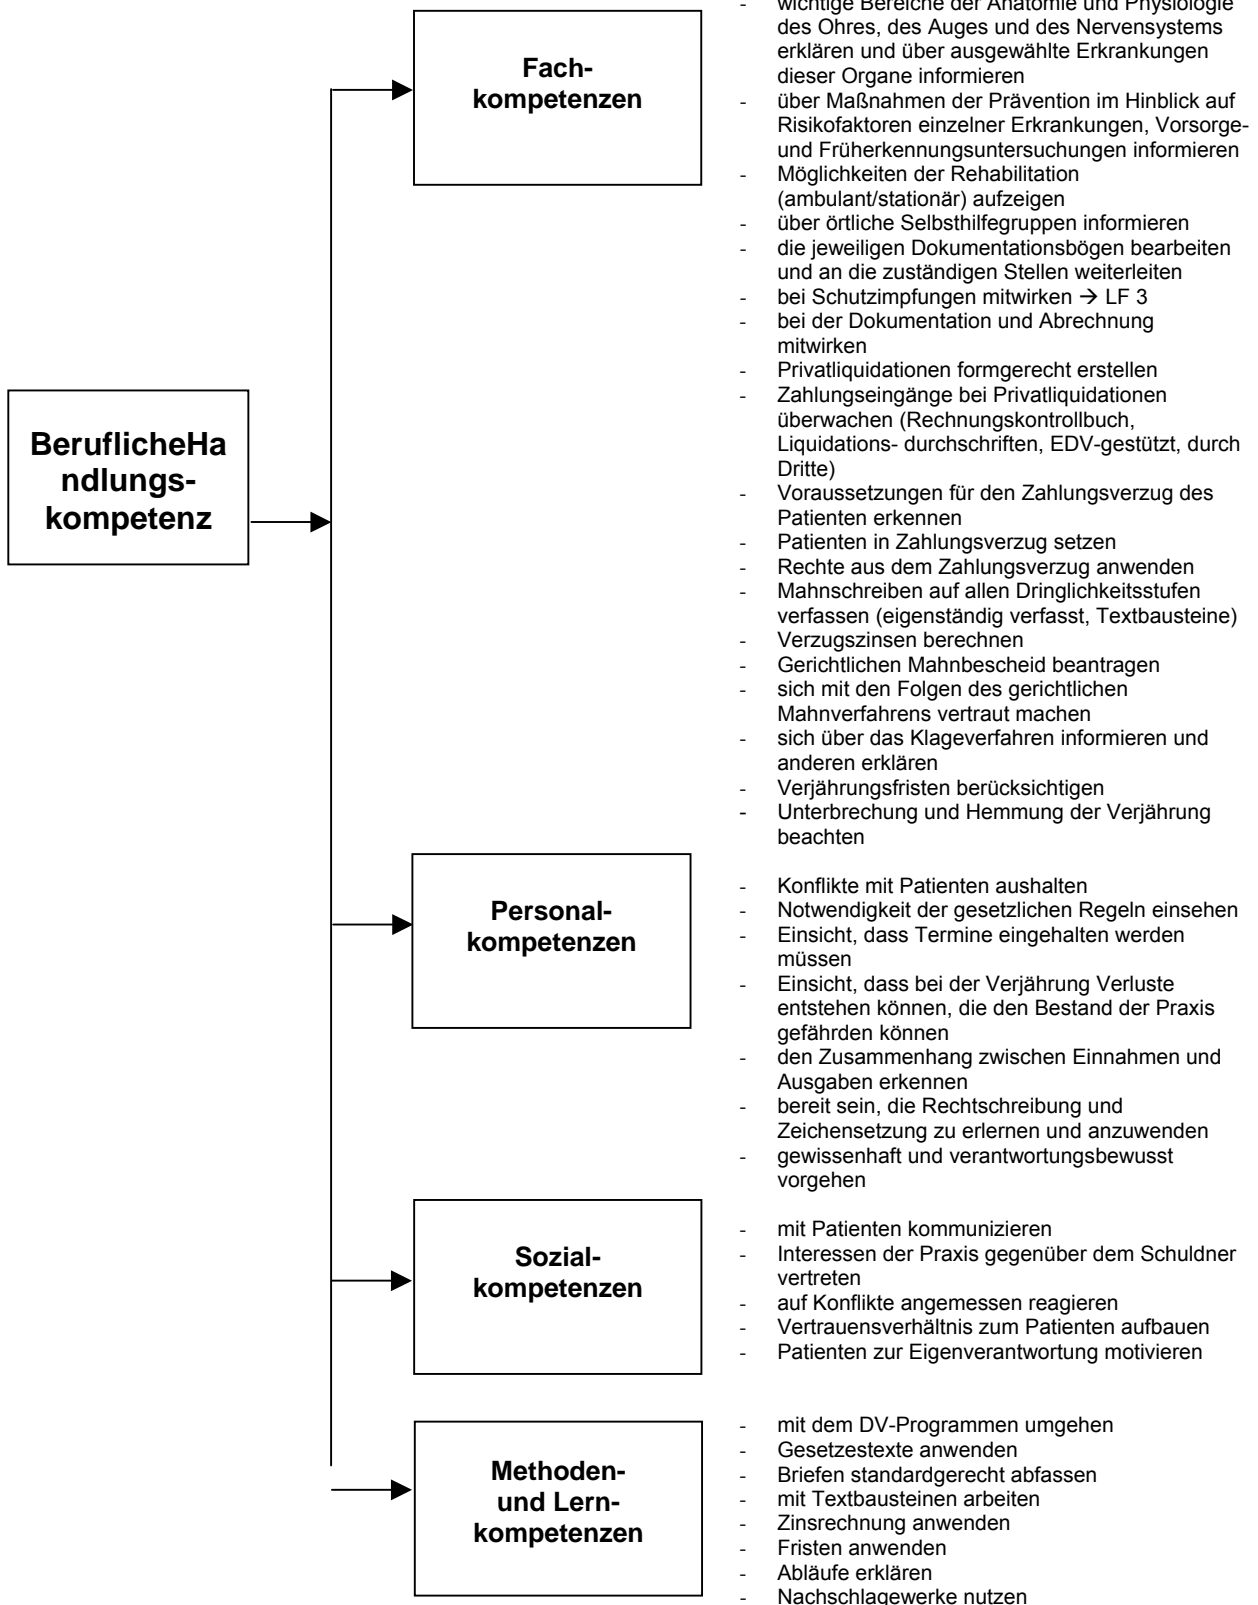 BeruflicheHa
ndlungs-
kompetenz
Fach-
kompetenzen
- wichtige Bereiche der Anatomie und Physiologie
des Ohres, des Auges und des Nervensystems
erklären und über ausgewählte Erkrankungen
dieser Organe informieren
- über Maßnahmen der Prävention im Hinblick auf
Risikofaktoren einzelner Erkrankungen, Vorsorge-
und Früherkennungsuntersuchungen informieren
- Möglichkeiten der Rehabilitation
(ambulant/stationär) aufzeigen
- über örtliche Selbsthilfegruppen informieren
- die jeweiligen Dokumentationsbögen bearbeiten
und an die zuständigen Stellen weiterleiten
- bei Schutzimpfungen mitwirken → LF 3
- bei der Dokumentation und Abrechnung
mitwirken
- Privatliquidationen formgerecht erstellen
- Zahlungseingänge bei Privatliquidationen
überwachen (Rechnungskontrollbuch,
Liquidations- durchschriften, EDV-gestützt, durch
Dritte)
- Voraussetzungen für den Zahlungsverzug des
Patienten erkennen
- Patienten in Zahlungsverzug setzen
- Rechte aus dem Zahlungsverzug anwenden
- Mahnschreiben auf allen Dringlichkeitsstufen
verfassen (eigenständig verfasst, Textbausteine)
- Verzugszinsen berechnen
- Gerichtlichen Mahnbescheid beantragen
- sich mit den Folgen des gerichtlichen
Mahnverfahrens vertraut machen
- sich über das Klageverfahren informieren und
anderen erklären
- Verjährungsfristen berücksichtigen
- Unterbrechung und Hemmung der Verjährung
beachten
Personal-
kompetenzen
- Konflikte mit Patienten aushalten
- Notwendigkeit der gesetzlichen Regeln einsehen
- Einsicht, dass Termine eingehalten werden
müssen
- Einsicht, dass bei der Verjährung Verluste
entstehen können, die den Bestand der Praxis
gefährden können
- den Zusammenhang zwischen Einnahmen und
Ausgaben erkennen
- bereit sein, die Rechtschreibung und
Zeichensetzung zu erlernen und anzuwenden
- gewissenhaft und verantwortungsbewusst
vorgehen
Sozial-
kompetenzen
- mit Patienten kommunizieren
- Interessen der Praxis gegenüber dem Schuldner
vertreten
- auf Konflikte angemessen reagieren
- Vertrauensverhältnis zum Patienten aufbauen
- Patienten zur Eigenverantwortung motivieren
Methoden-
und Lern-
kompetenzen
- mit dem DV-Programmen umgehen
- Gesetzestexte anwenden
- Briefen standardgerecht abfassen
- mit Textbausteinen arbeiten
- Zinsrechnung anwenden
- Fristen anwenden
- Abläufe erklären
- Nachschlagewerke nutzen